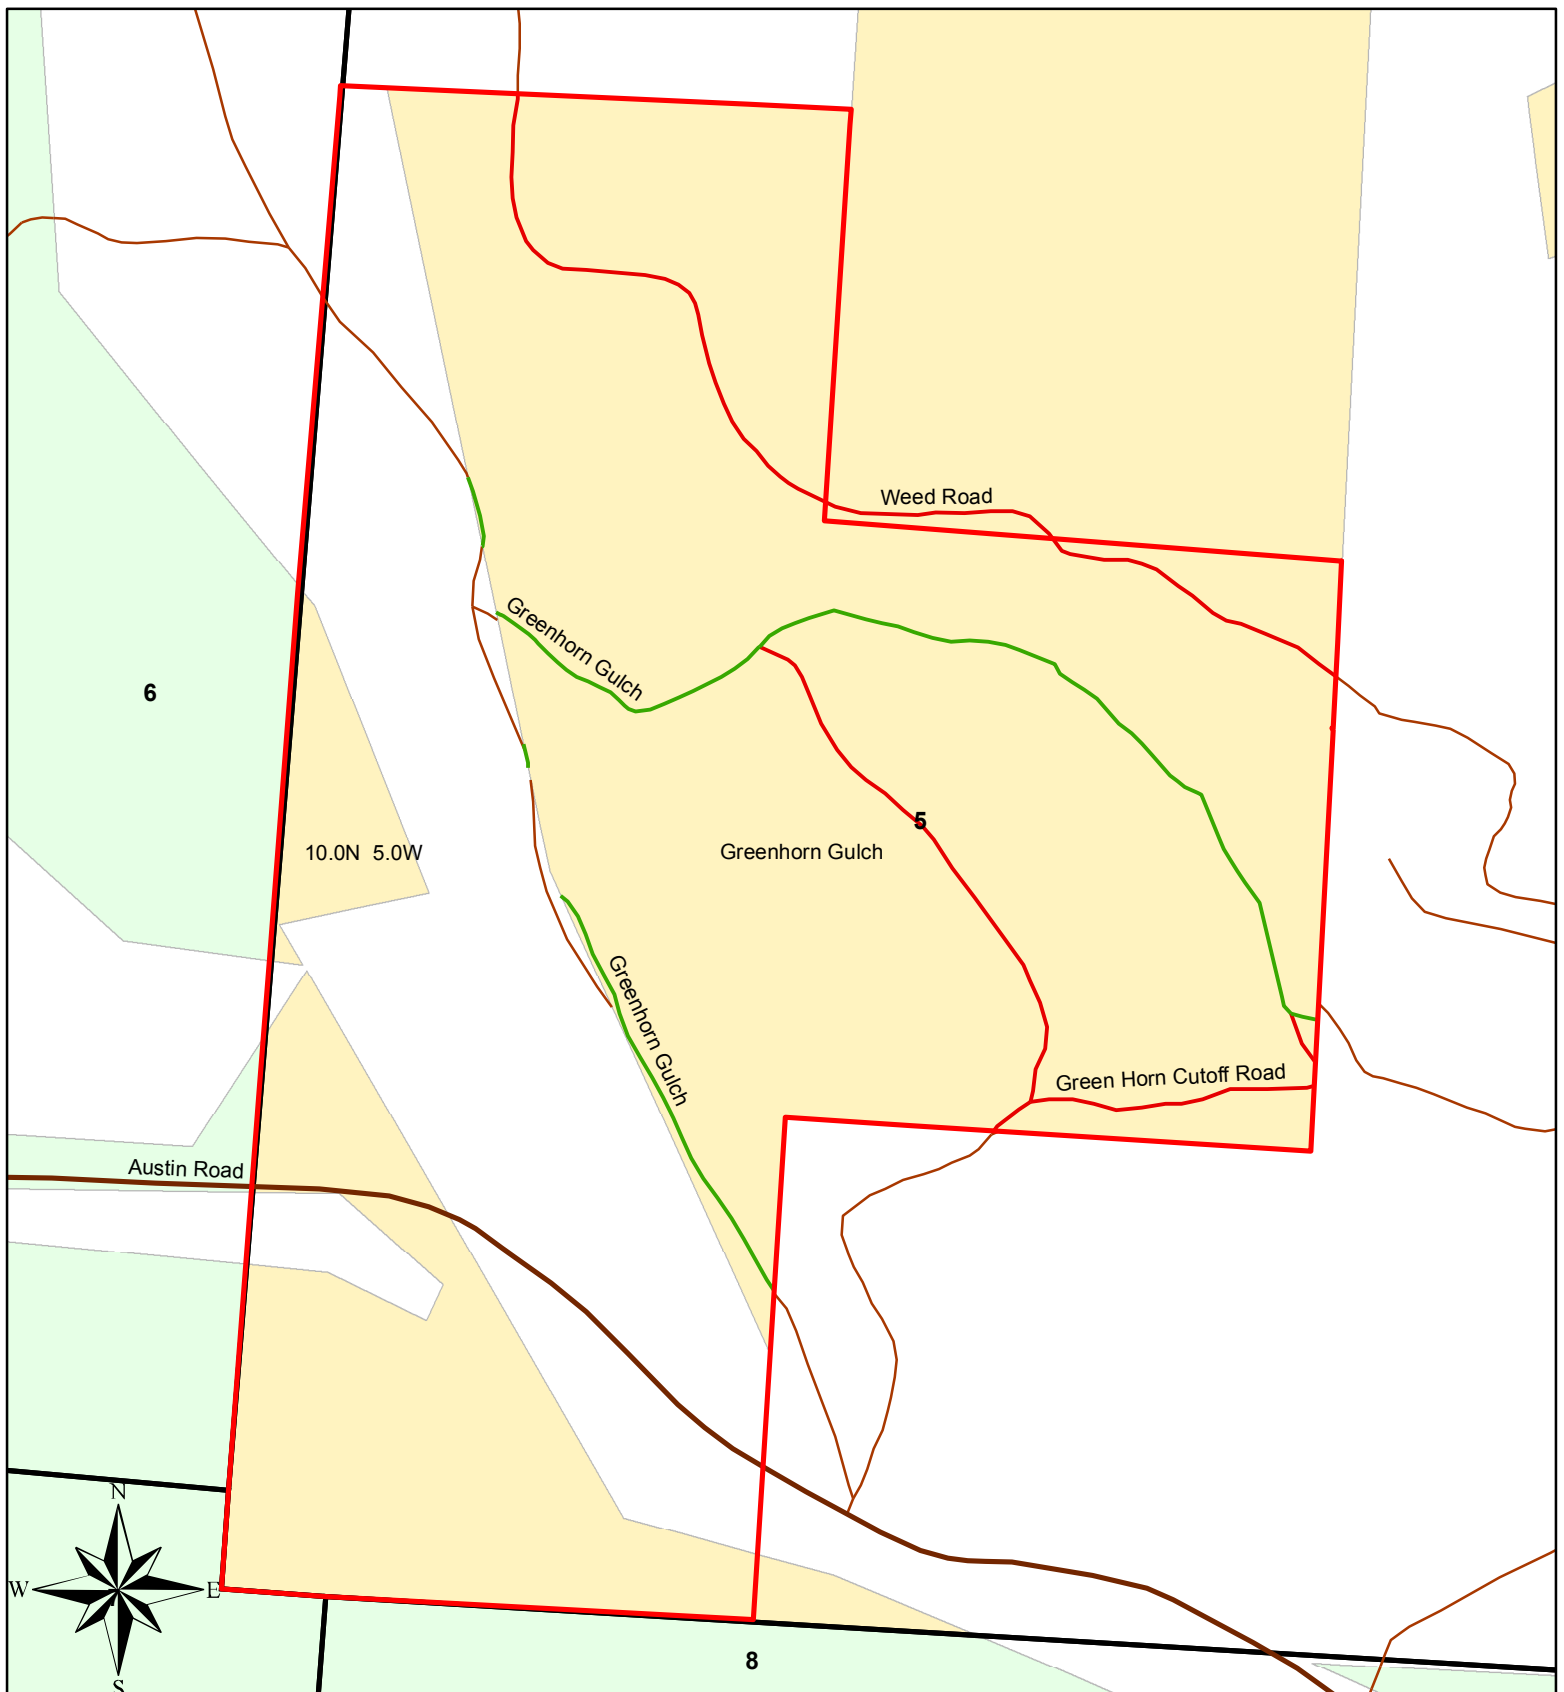 Weed Road
Greenhorn Gulch
6
5
10.0N 5.0W
Greenhorn Gulch
Greenhorn Gulch
Green Horn Cutoff Road
Austin Road
N
W
E
S
8